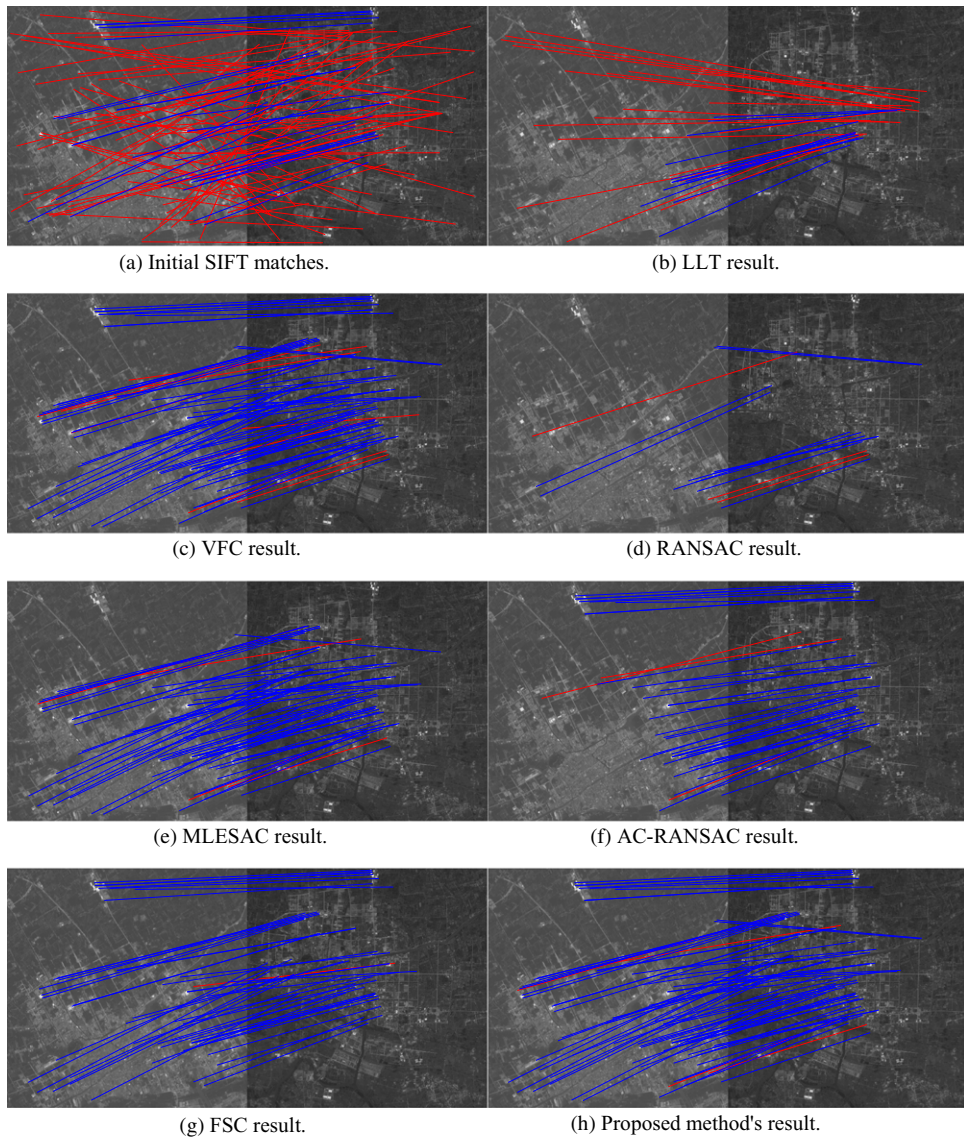 (a) Initial SIFT matches.
(b) LLT result.
(c) VFC result.
(d) RANSAC result.
(e) MLESAC result.
(f) AC-RANSAC result.
(g) FSC result.
(h) Proposed method's result.